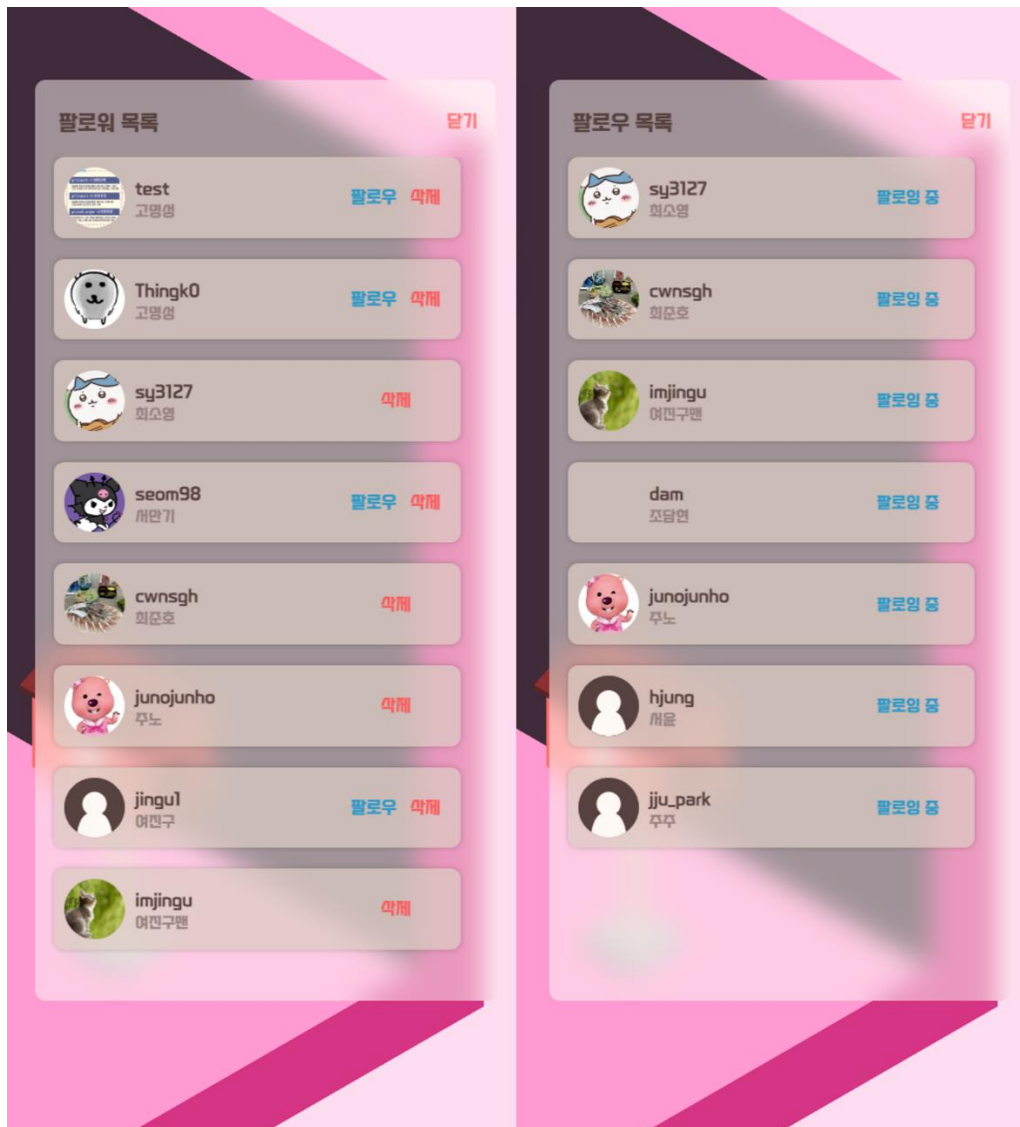 팔로워 목록
닫기
test
고명성
팔로우 삭제
Thingk0
고명성
팔로우 삭제
sy3127
최소영
삭제
seom98
서만기
팔로우 삭제
cwnsgh
최준호
삭제
junojunho
주노
삭제
jingu1
여진구
팔로우 삭제
imjingu
여진구맨
삭제
팔로우 목록
닫기
sy3127
최소영
팔로잉 중
cwnsgh
최준호
팔로잉 중
imjingu
여진구맨
팔로잉 중
dam
조담현
팔로잉 중
junojunho
주노
팔로잉 중
hjung
서윤
팔로잉 중
jju_park
주주
팔로잉 중